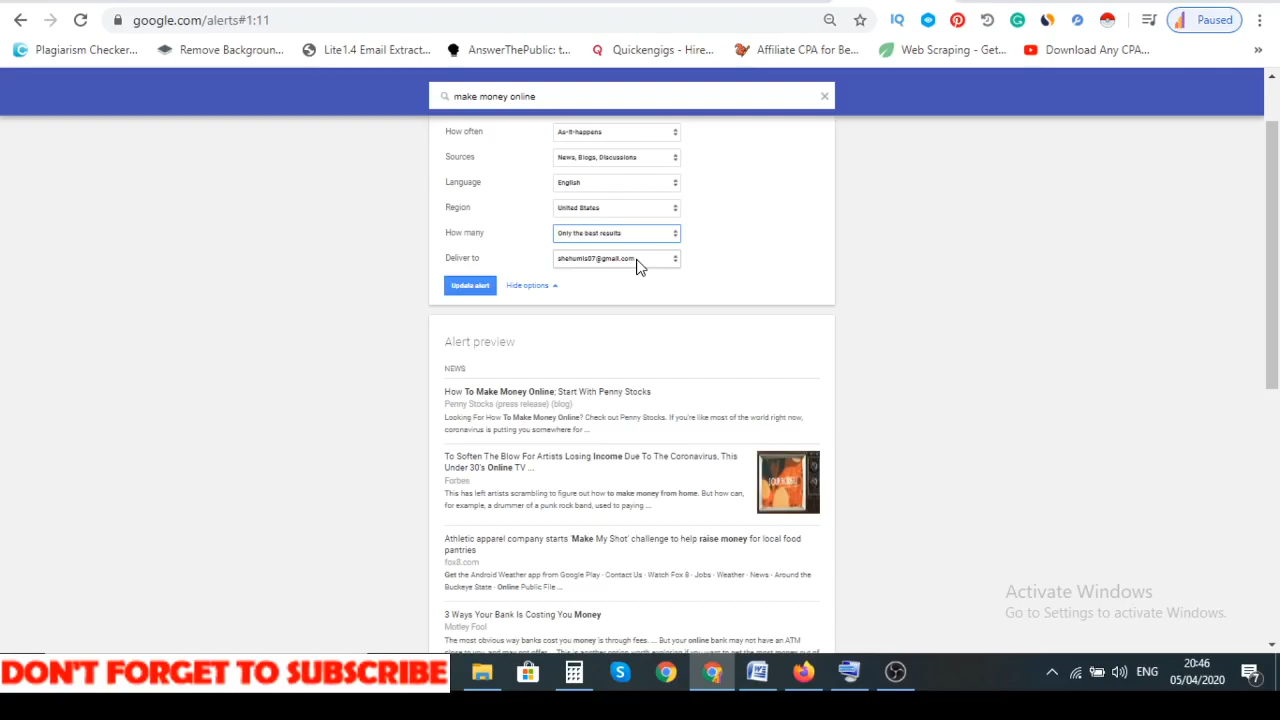 google.com/alerts#1:11
Paused
Plagiarism Checker...
Remove Backgroun...
Lite1.4 Email Extract...
AnswerThePublic: t...
Quickengigs - Hire...
Affiliate CPA for Be...
Web Scraping - Get...
Download Any CPA...
make money online
How often
As-it-happens
Sources
News, Blogs, Discussions
Language
English
Region
United States
How many
Only the best results
Deliver to
shehumis07@gmail.com
Update alert
Hide options
Alert preview
NEWS
How To Make Money Online; Start With Penny Stocks
Penny Stocks (press release) (blog)
Looking For How To Make Money Online? Check out Penny Stocks. If you're like most of the world right now,
coronavirus is putting you somewhere for ...
To Soften The Blow For Artists Losing Income Due To The Coronavirus, This
Under 30's Online TV ...
Forbes
This has left artists scrambling to figure out how to make money from home. But how can,
for example, a drummer of a punk rock band, used to paying ...
Athletic apparel company starts 'Make My Shot' challenge to help raise money for local food
pantries
fox8.com
Get the Android Weather app from Google Play · Contact Us · Watch Fox 8 · Jobs · Weather · News · Around the
Buckeye State · Online Public File ...
3 Ways Your Bank Is Costing You Money
Motley Fool
The most obvious way banks cost you money is through fees. ... But your online bank may not have an ATM
Activate Windows
Go to Settings to activate Windows.
DON'T FORGET TO SUBSCRIBE
ENG
20:46
05/04/2020
7